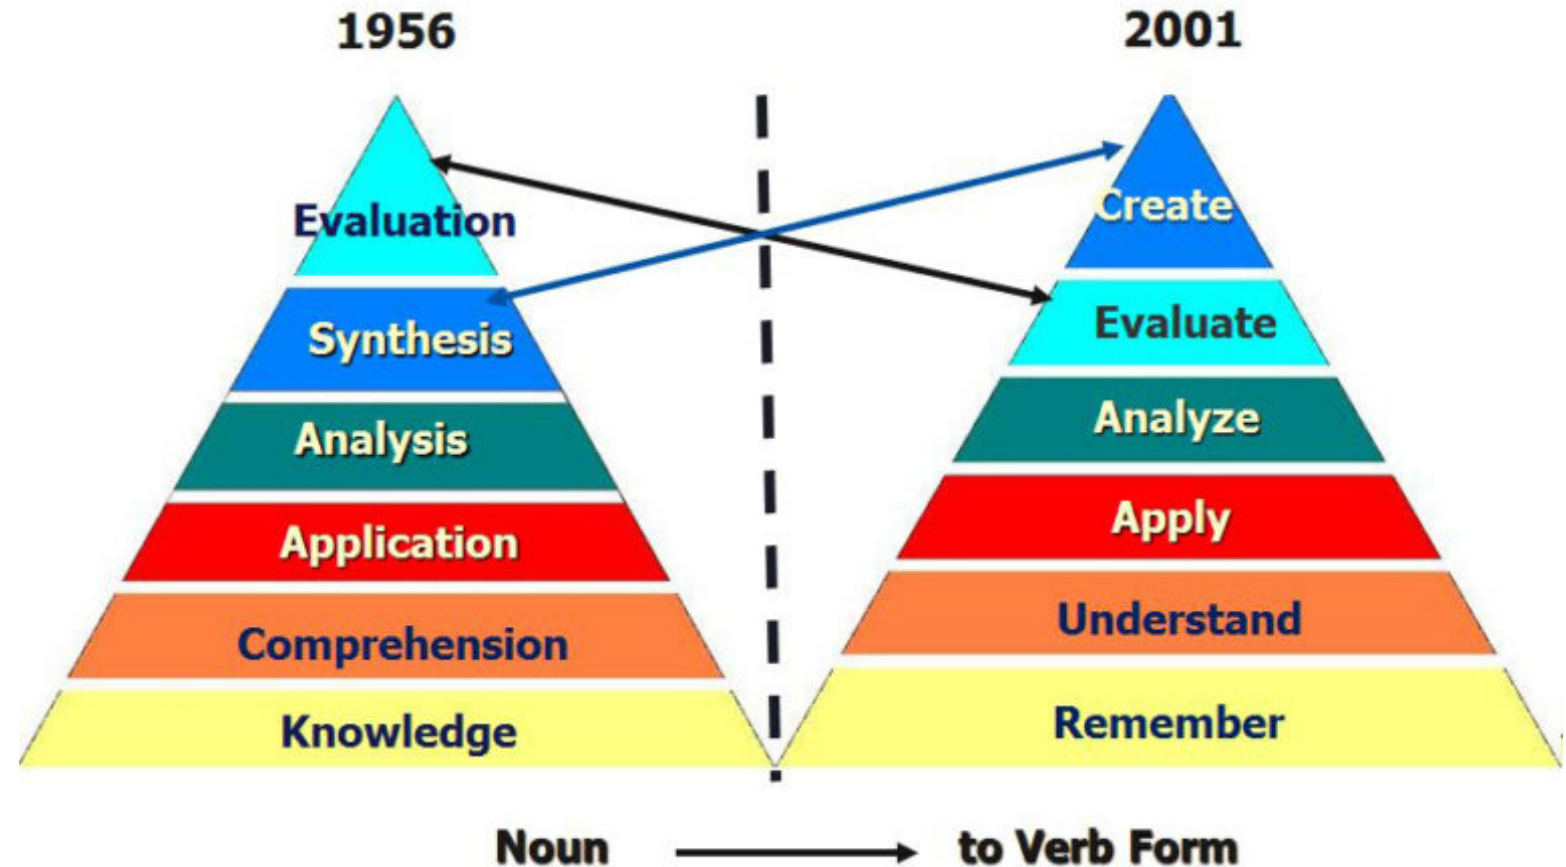 1956
2001
Evaluation
Synthesis
Analysis
Application
Comprehension
Knowledge
Create
Evaluate
Analyze
Apply
Understand
Remember
Noun to Verb Form